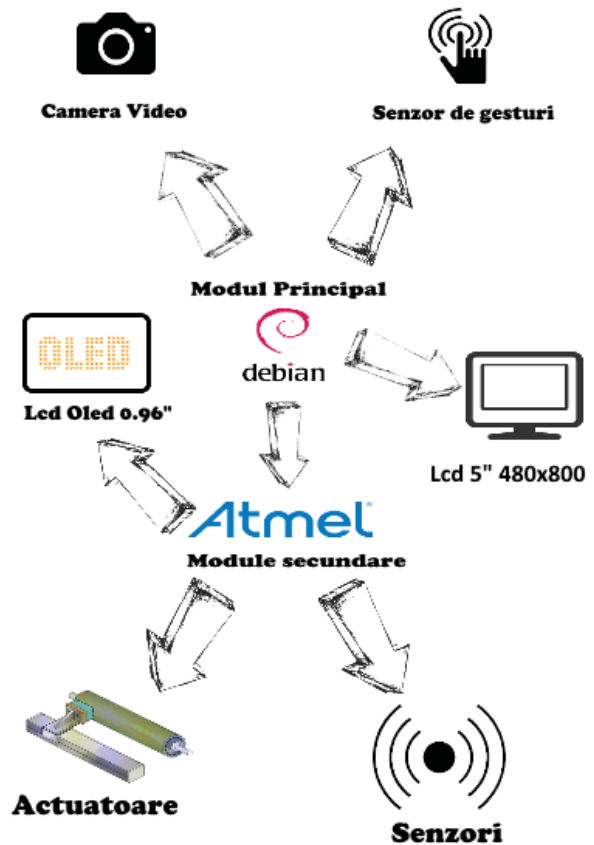 Camera Video
Senzor de gesturi
Modul Principal
OLED
debian
Lcd Oled 0.96"
Lcd 5" 480x800
Atmel
Module secundare
Actuatoare
Senzori